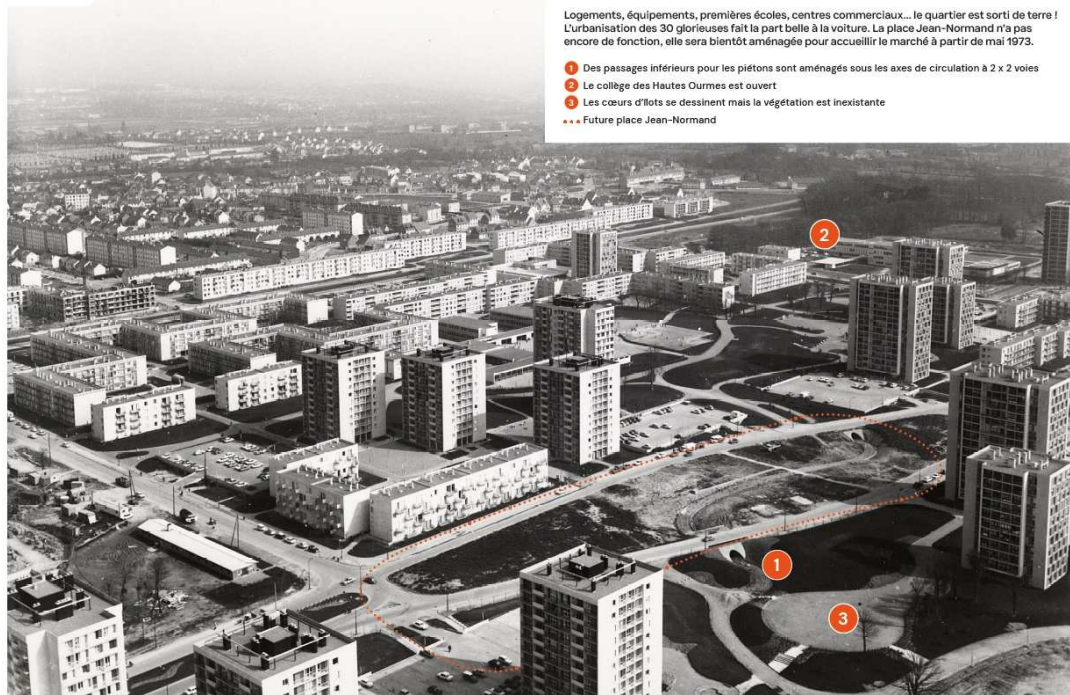 Logements, équipements, premières écoles, centres commerciaux... le quartier est sorti de terre !
L'urbanisation des 30 glorieuses fait la part belle à la voiture. La place Jean-Normand n'a pas
encore de fonction, elle sera bientôt aménagée pour accueillir le marché à partir de mai 1973.
1 Des passages inférieurs pour les piétons sont aménagés sous les axes de circulation à 2 x 2 voies
2 Le collège des Hautes Ourmes est ouvert
3 Les cœurs d'îlots se dessinent mais la végétation est inexistante
Future place Jean-Normand
2
1
3